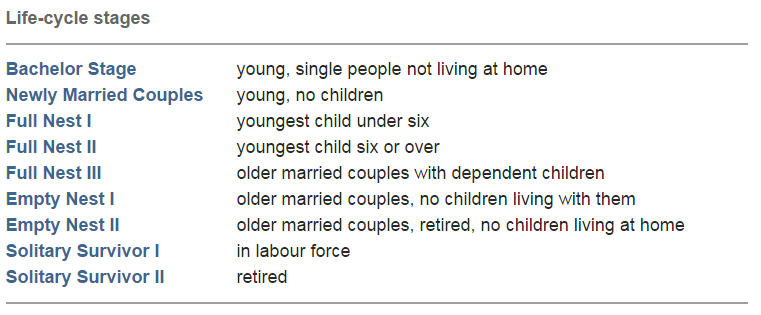 Life-cycle stages
Bachelor Stage young, single people not living at home
Newly Married Couples young, no children
Full Nest I youngest child under six
Full Nest II youngest child six or over
Full Nest III older married couples with dependent children
Empty Nest I older married couples, no children living with them
Empty Nest II older married couples, retired, no children living at home
Solitary Survivor I in labour force
Solitary Survivor II retired